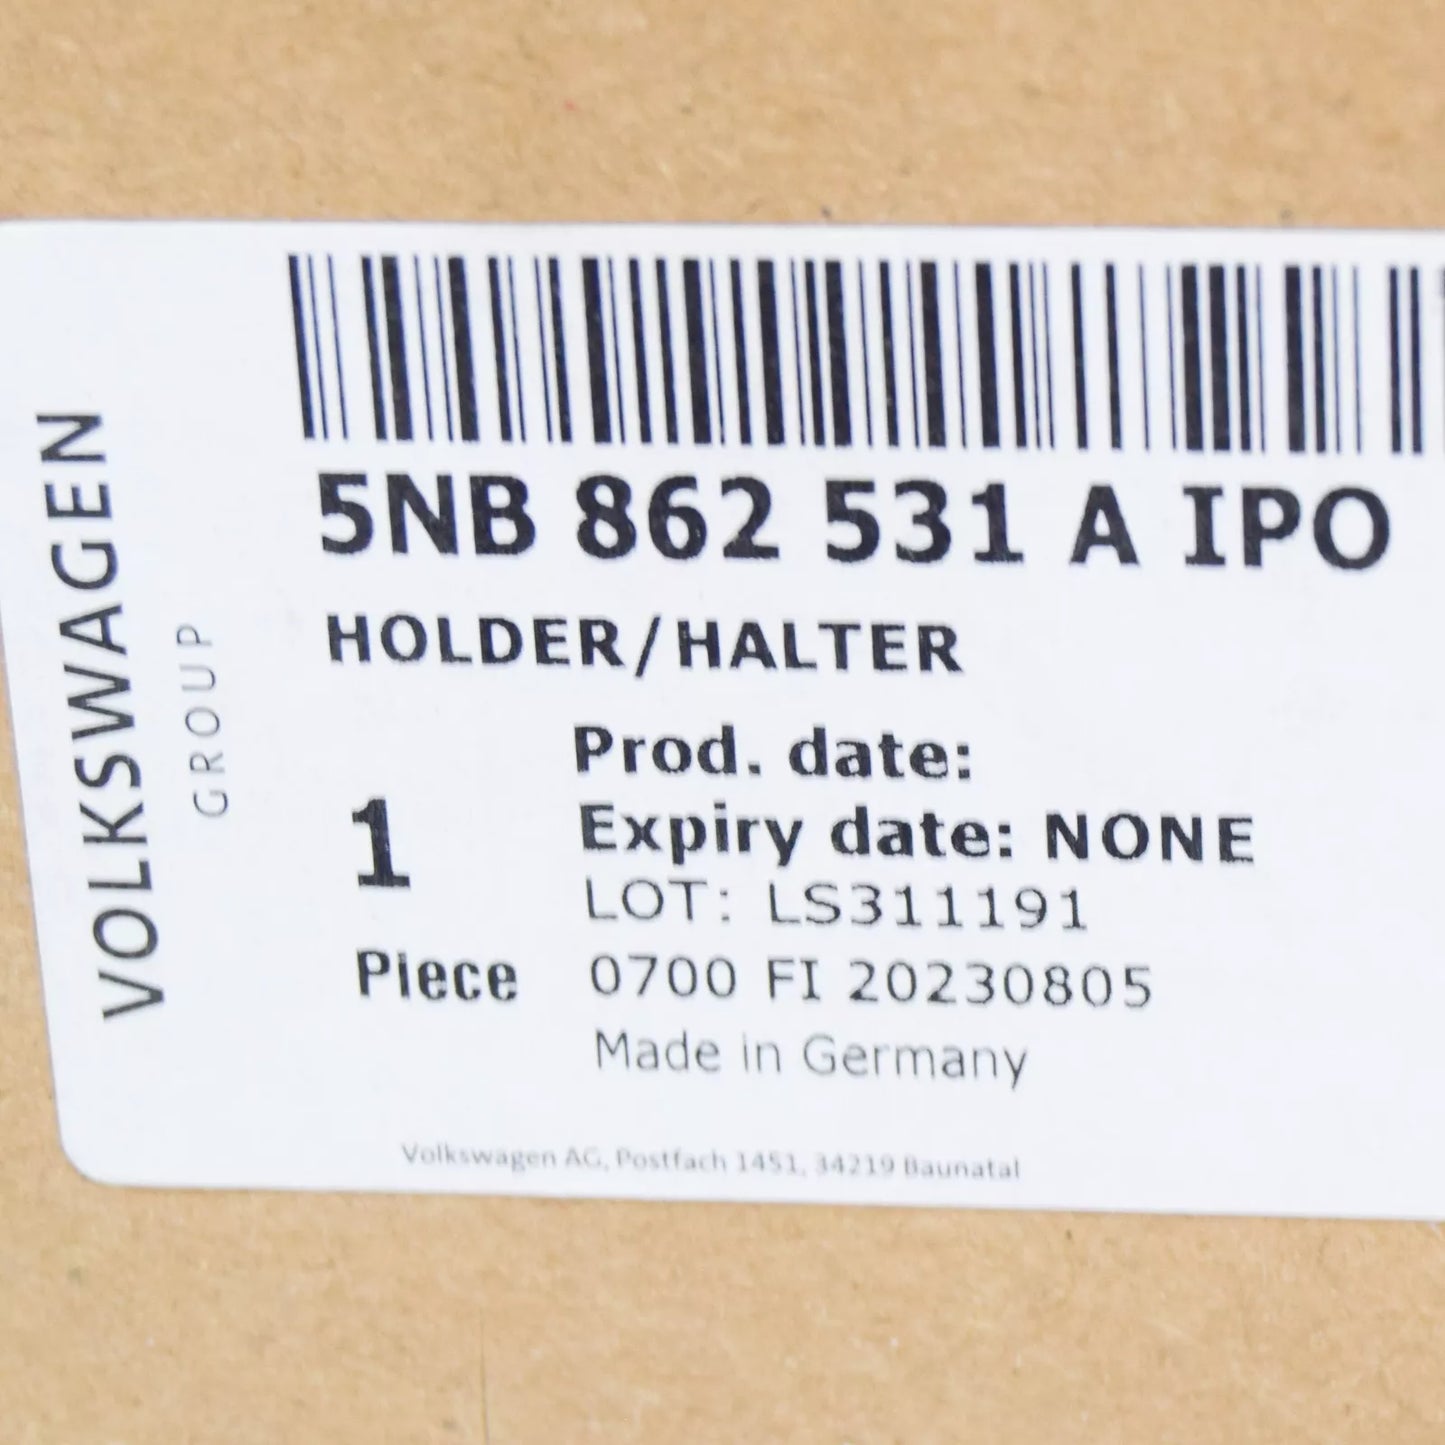 VOLKSWAGEN
GROUP
5NB 862 531 A IPO
HOLDER/HALTER
Prod. date:
Expiry date: NONE
1
LOT: LS311191
Piece
0700 FI 20230805
Made in Germany
Volkswagen AG, Postfach 1451, 34219 Baunatal